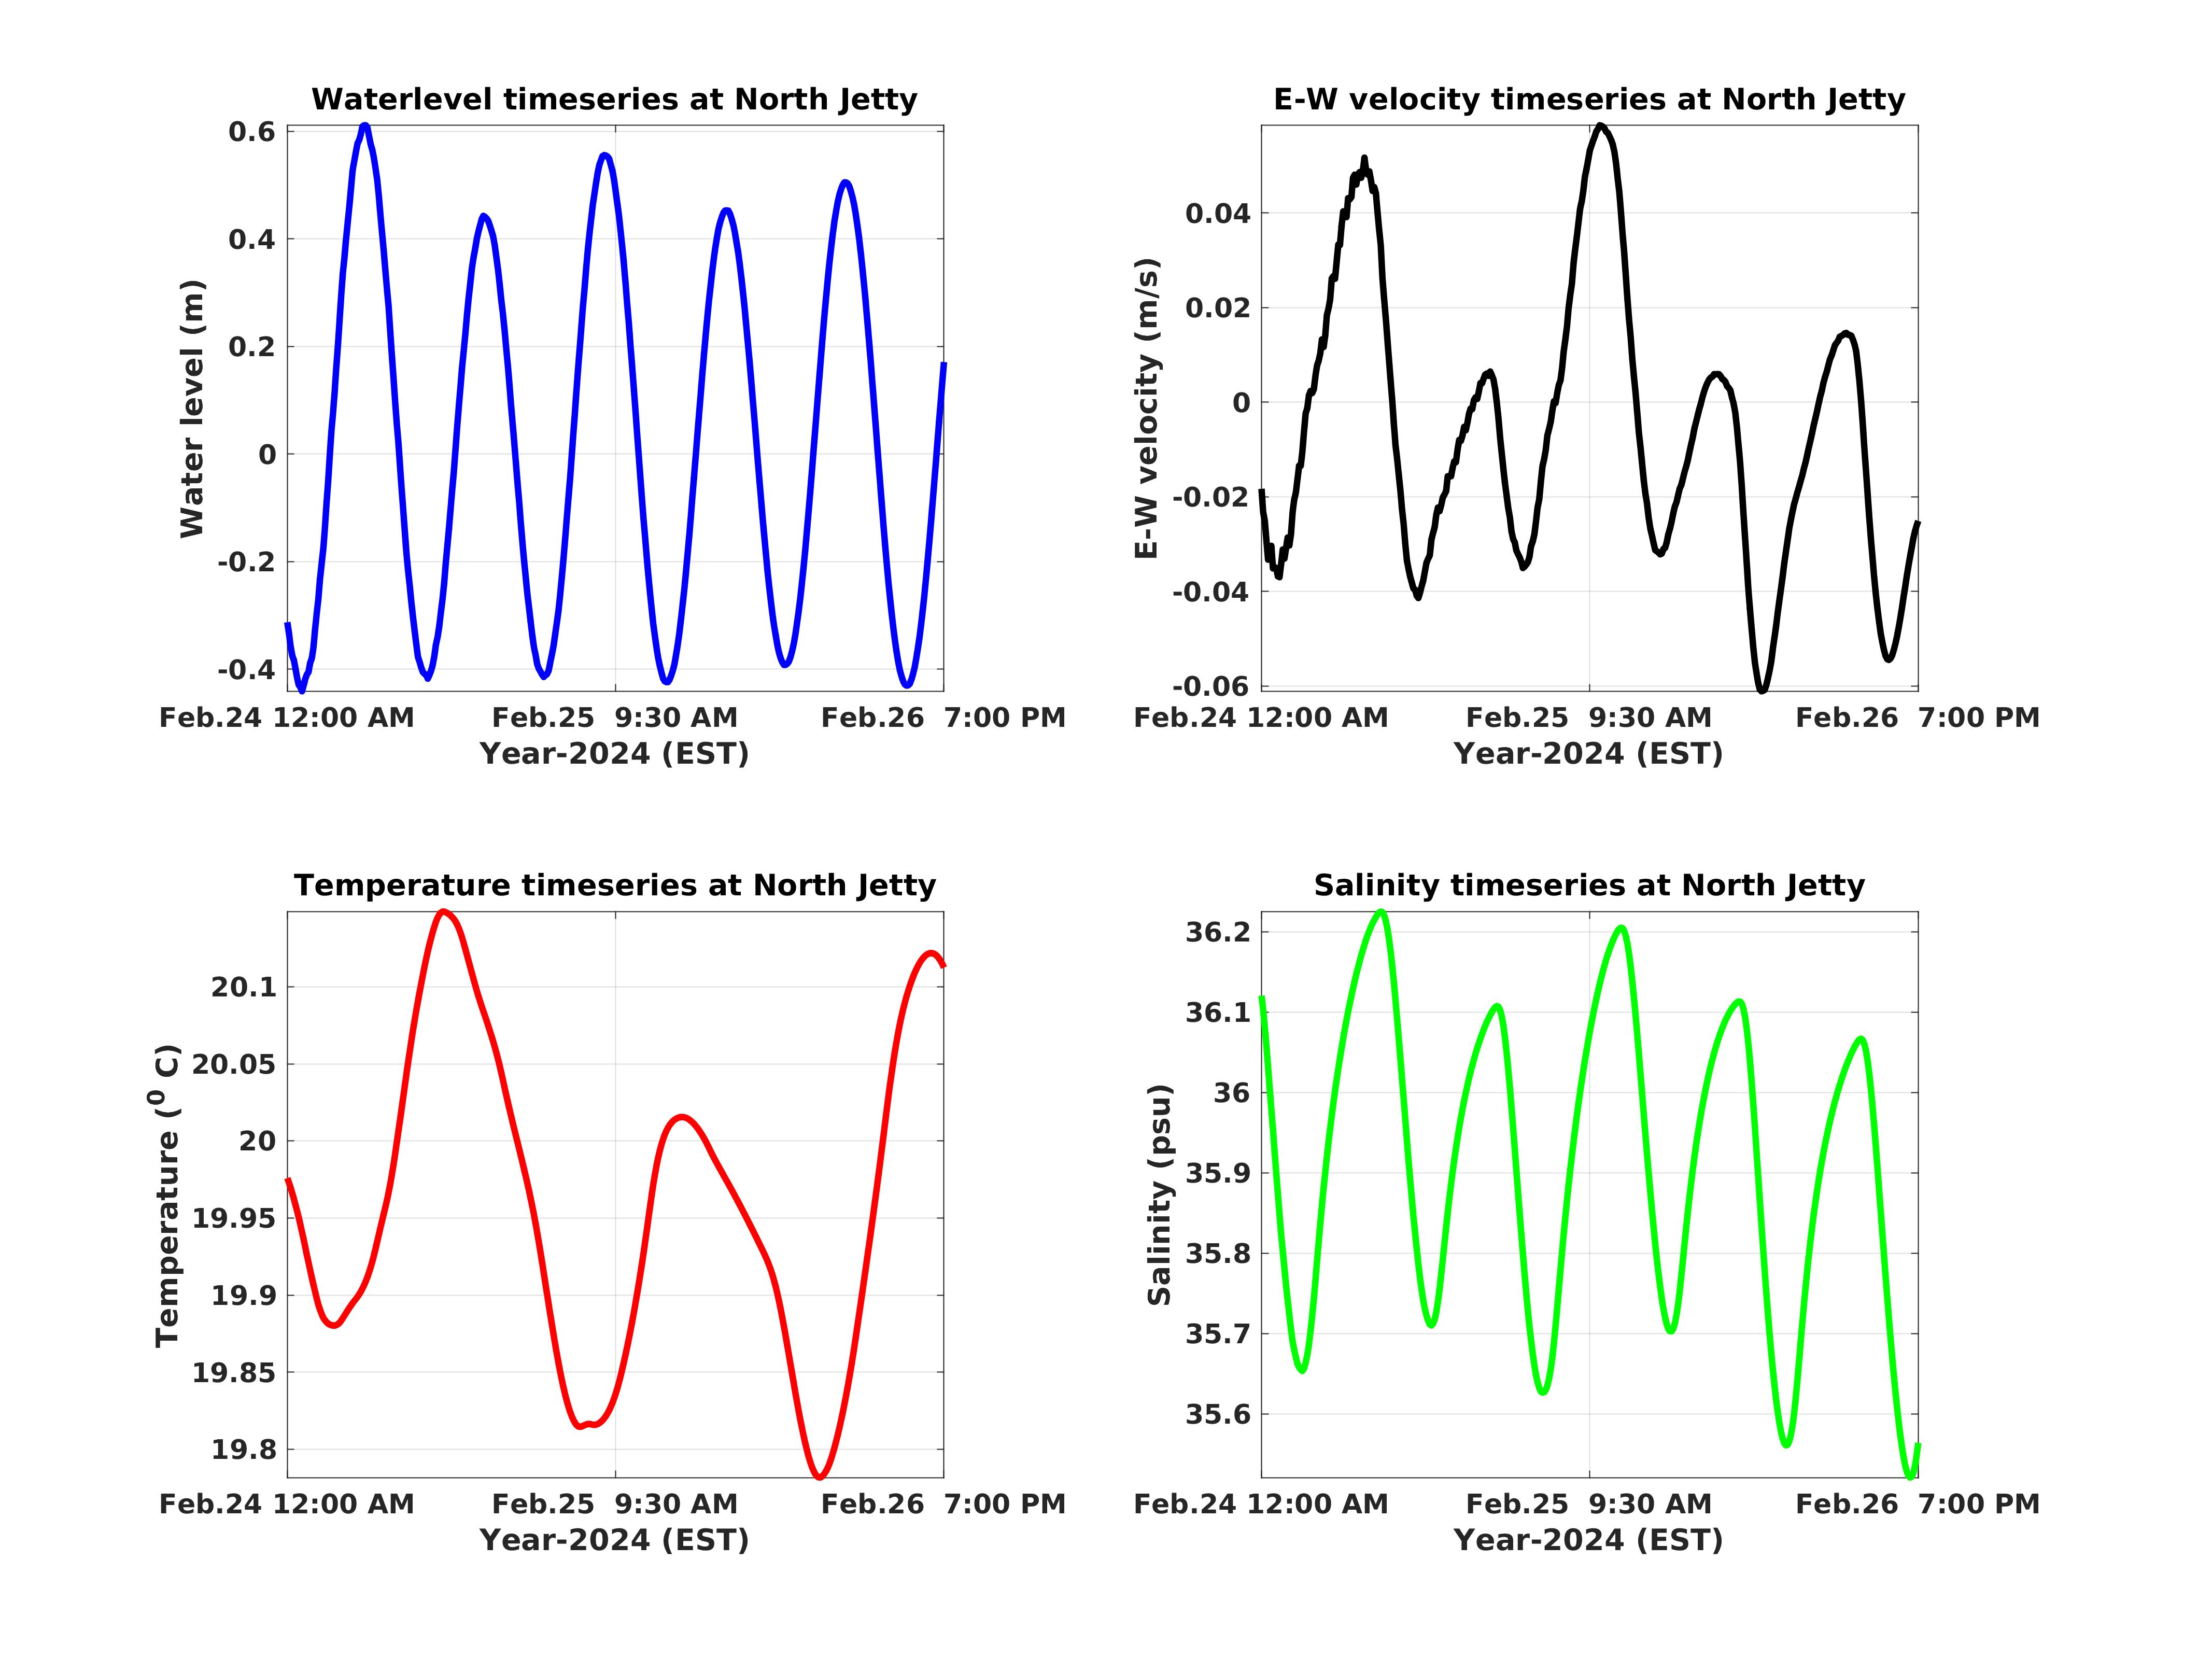 Waterlevel timeseries at North Jetty
0.6
0.4
0.2
0
-0.2
-0.4
Water level (m)
Feb.24 12:00 AM
Feb.25 9:30 AM
Feb.26 7:00 PM
Year-2024 (EST)
E-W velocity timeseries at North Jetty
0.04
0.02
0
-0.02
-0.04
-0.06
E-W velocity (m/s)
Feb.24 12:00 AM
Feb.25 9:30 AM
Feb.26 7:00 PM
Year-2024 (EST)
Temperature timeseries at North Jetty
20.1
20.05
20
19.95
19.9
19.85
19.8
Temperature (⁰ C)
Feb.24 12:00 AM
Feb.25 9:30 AM
Feb.26 7:00 PM
Year-2024 (EST)
Salinity timeseries at North Jetty
36.2
36.1
36
35.9
35.8
35.7
35.6
Salinity (psu)
Feb.24 12:00 AM
Feb.25 9:30 AM
Feb.26 7:00 PM
Year-2024 (EST)